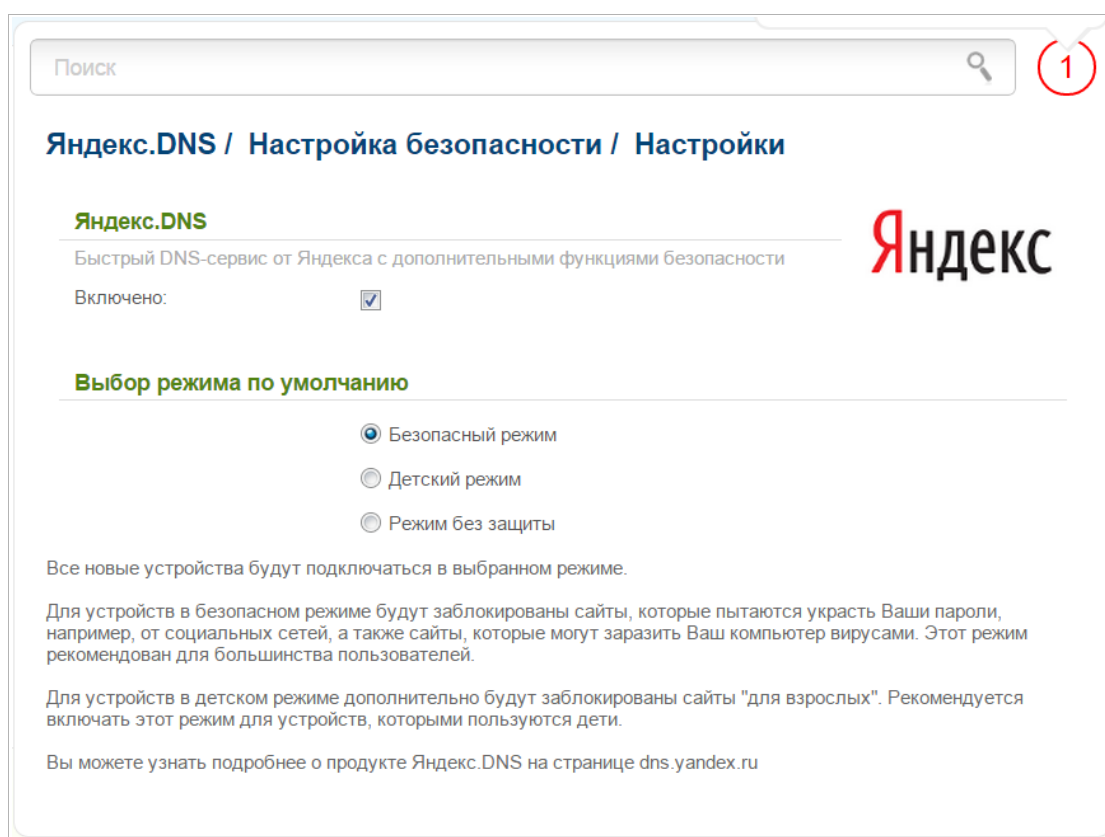 Поиск
1
Яндекс.DNS / Настройка безопасности / Настройки
Яндекс.DNS
Яндекс
Быстрый DNS-сервис от Яндекса с дополнительными функциями безопасности
Включено:
Выбор режима по умолчанию
Безопасный режим
Детский режим
Режим без защиты
Все новые устройства будут подключаться в выбранном режиме.
Для устройств в безопасном режиме будут заблокированы сайты, которые пытаются украсть Ваши пароли,
например, от социальных сетей, а также сайты, которые могут заразить Ваш компьютер вирусами. Этот режим
рекомендован для большинства пользователей.
Для устройств в детском режиме дополнительно будут заблокированы сайты "для взрослых". Рекомендуется
включать этот режим для устройств, которыми пользуются дети.
Вы можете узнать подробнее о продукте Яндекс.DNS на странице dns.yandex.ru